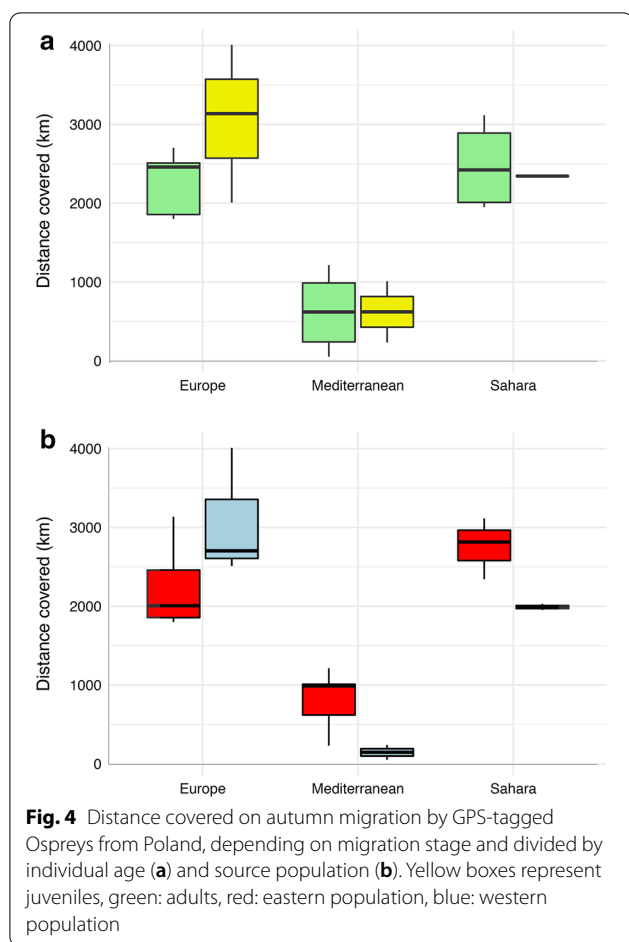 a
4000
3000
2000
1000
0
Distance covered (km)
Europe Mediterranean Sahara
b
4000
3000
2000
1000
0
Distance covered (km)
Europe Mediterranean Sahara
Fig. 4 Distance covered on autumn migration by GPS-tagged
Ospreys from Poland, depending on migration stage and divided by
individual age (a) and source population (b). Yellow boxes represent
juveniles, green: adults, red: eastern population, blue: western
population